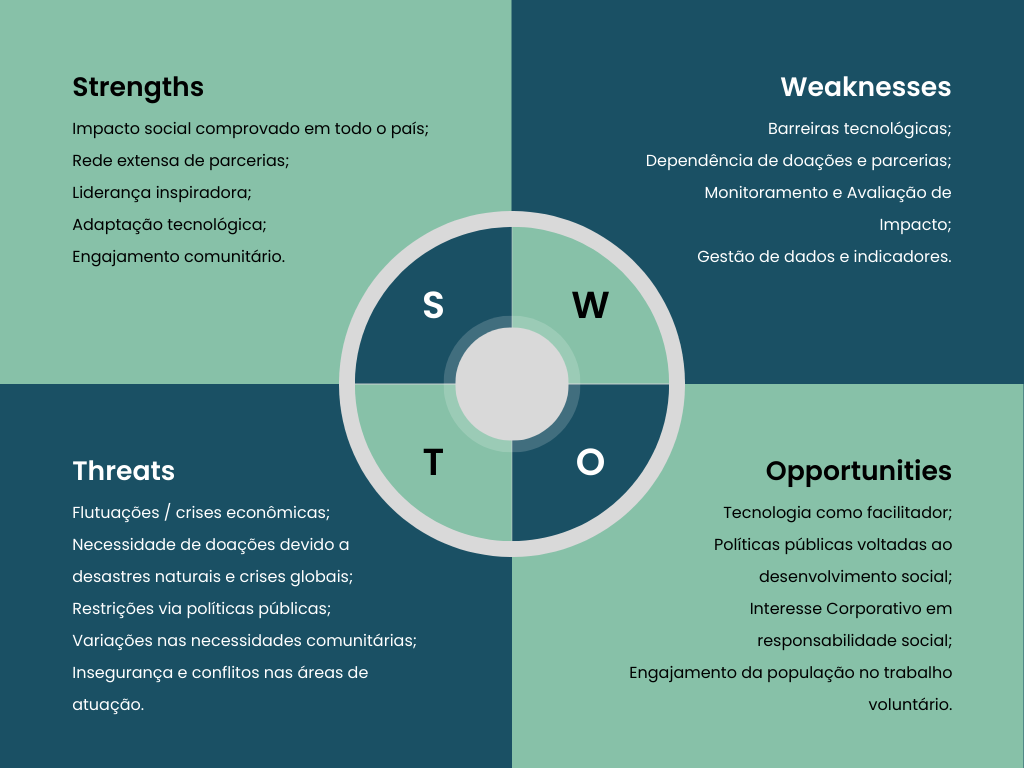 Strengths
Impacto social comprovado em todo o país;
Rede extensa de parcerias;
Liderança inspiradora;
Adaptação tecnológica;
Engajamento comunitário.
Weaknesses
Barreiras tecnológicas;
Dependência de doações e parcerias;
Monitoramento e Avaliação de
Impacto;
Gestão de dados e indicadores.
S
W
T
O
Threats
Flutuações / crises econômicas;
Necessidade de doações devido a
desastres naturais e crises globais;
Restrições via políticas públicas;
Variações nas necessidades comunitárias;
Insegurança e conflitos nas áreas de
atuação.
Opportunities
Tecnologia como facilitador;
Políticas públicas voltadas ao
desenvolvimento social;
Interesse Corporativo em
responsabilidade social;
Engajamento da população no trabalho
voluntário.